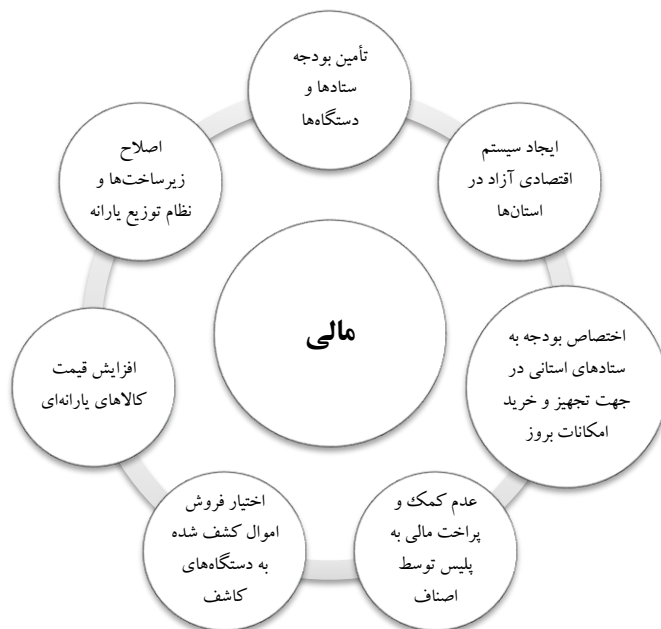 تأمین بودجه
ستادها و
دستگاه‌ها
ایجاد سیستم
اقتصادی آزاد در
استان‌ها
اختصاص بودجه به
ستادهای استانی در
جهت تجهیز و خرید
امکانات بروز
عدم کمک و
پراخت مالی به
پلیس توسط
اصناف
اختیار فروش
اموال کشف شده
به دستگاه‌های
کاشف
افزایش قیمت
کالاهای یارانه‌ای
اصلاح
زیرساخت‌ها و
نظام توزیع یارانه
مالی